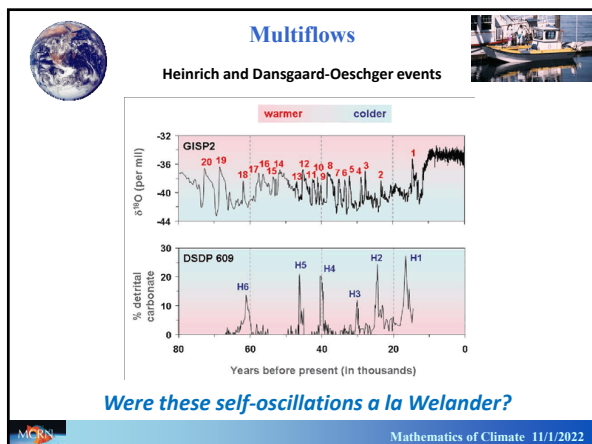 Multiflows
Heinrich and Dansgaard-Oeschger events
warmer colder
GISP2
δ¹⁸O (per mil)
-32
-36
-40
-44
20 19 18 17 16 15 14 13 12 11 10 9 8 7 6 5 4 3 2 1
DSDP 609
% detrital
carbonate
30
20
10
0
H6 H5 H4 H3 H2 H1
80 60 40 20 0
Years before present (in thousands)
Were these self-oscillations a la Welander?
MCRN
Mathematics of Climate 11/1/2022